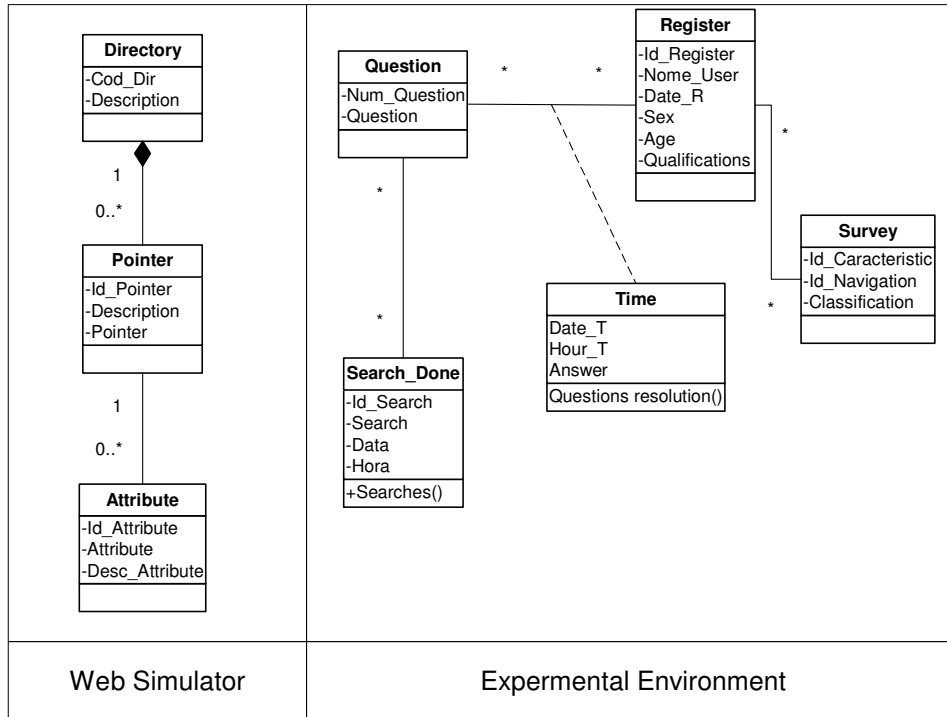 Directory
-Cod_Dir
-Description
1
0..*
Pointer
-Id_Pointer
-Description
-Pointer
1
0..*
Attribute
-Id_Attribute
-Attribute
-Desc_Attribute
Web Simulator
Question
-Num_Question
-Question
*
*
Register
-Id_Register
-Nome_User
-Date_R
-Sex
-Age
-Qualifications
*
*
Survey
-Id_Caracteristic
-Id_Navigation
-Classification
*
*
Time
Date_T
Hour_T
Answer
Questions resolution()
Search_Done
-Id_Search
-Search
-Data
-Hora
+Searches()
Expermental Environment